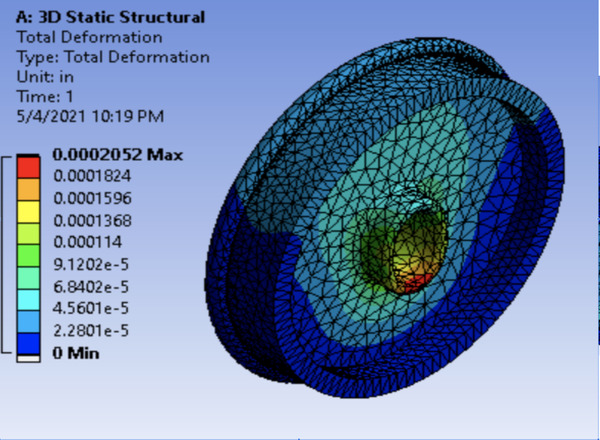 A: 3D Static Structural
Total Deformation
Type: Total Deformation
Unit: in
Time: 1
5/4/2021 10:19 PM
0.0002052 Max
0.0001824
0.0001596
0.0001368
0.000114
9.1202e-5
6.8402e-5
4.5601e-5
2.2801e-5
0 Min